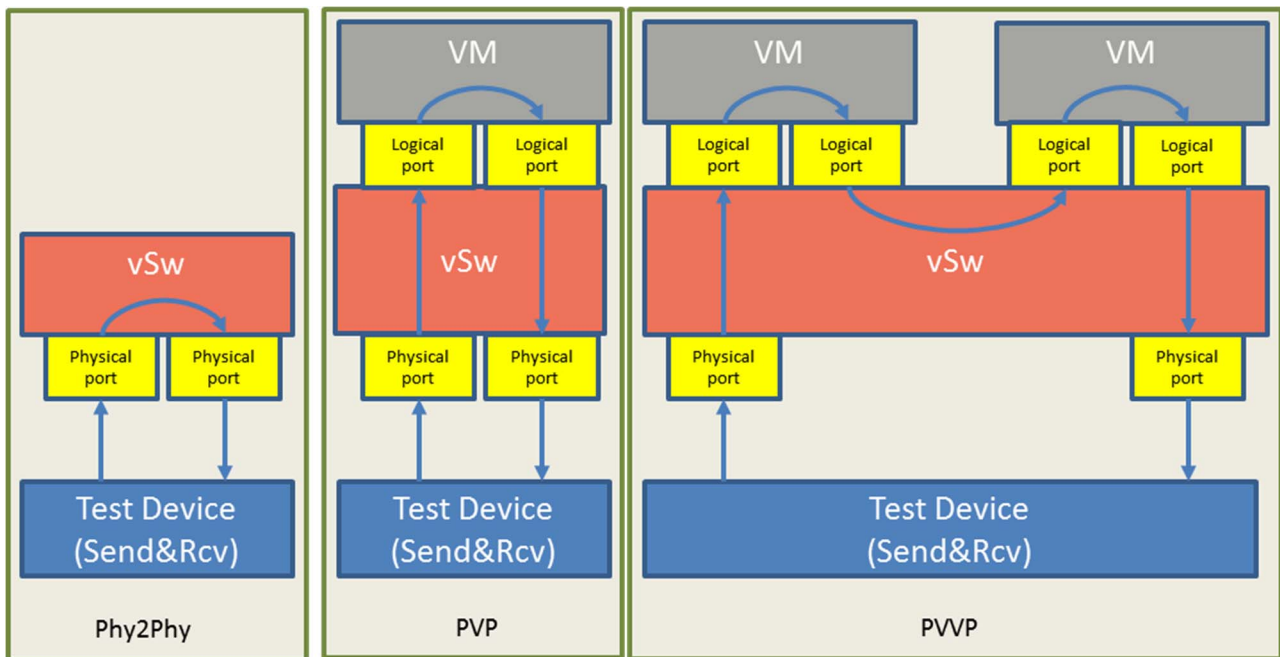 VM
Logical
port
Logical
port
VM
VM
Logical
port
Logical
port
Logical
port
Logical
port
vSw
Physical
port
Physical
port
vSw
Physical
port
Physical
port
vSw
Physical
port
Physical
port
Test Device
(Send&Rcv)
Test Device
(Send&Rcv)
Test Device
(Send&Rcv)
Phy2Phy
PVP
PVVP